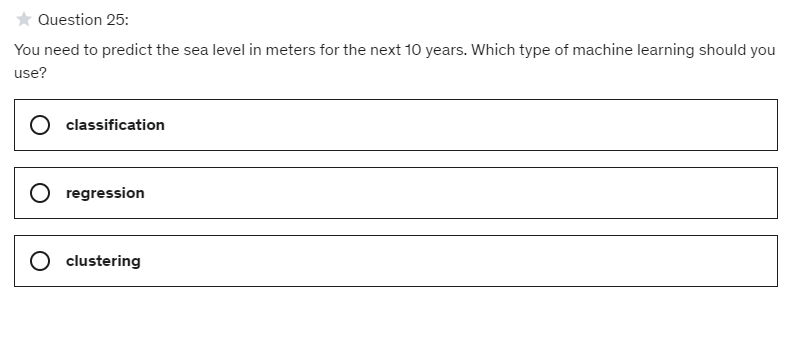 Question 25:
You need to predict the sea level in meters for the next 10 years. Which type of machine learning should you
use?
classification
regression
clustering